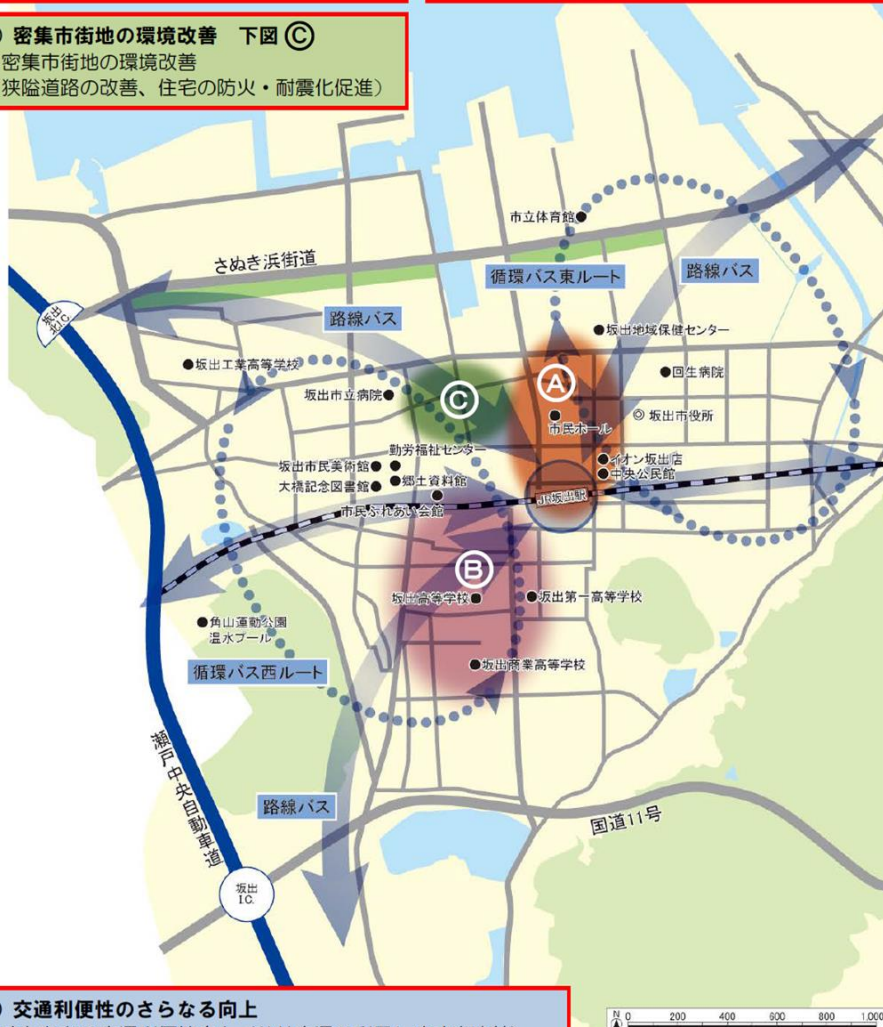 密集市街地の環境改善 下図Ⓒ
密集市街地の環境改善
狭隘道路の改善、住宅の防火・耐震化促進）
市立体育館
さぬき浜街道
循環バス東ルート
路線バス
坂出北I.C.
路線バス
坂出地域保健センター
坂出工業高等学校
回生病院
Ⓐ
坂出市立病院
Ⓒ
坂出市役所
市民ホール
勤労福祉センター
イオン坂出店
坂出市民美術館
中央公民館
郷土資料館
大橋記念図書館
JR坂出駅
市民ふれあい会館
Ⓑ
坂出高等学校
坂出第一高等学校
角山運動公園
温水プール
循環バス西ルート
坂出商業高等学校
瀬戸中央自動車道
路線バス
国道11号
坂出
I.C.
交通利便性のさらなる向上
N 0 200 400 600 800 1,000